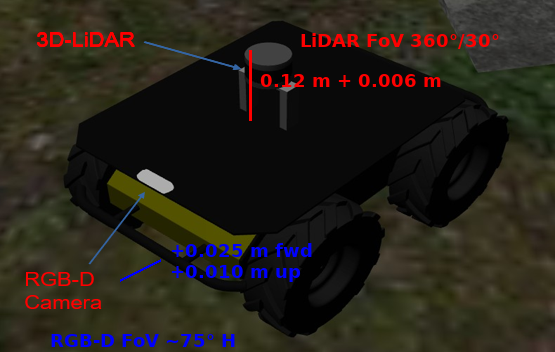 3D-LiDAR
LiDAR FoV 360°/30°
0.12 m + 0.006 m
+0.025 m fwd
+0.010 m up
RGB-D
Camera
RGB-D FoV ~75° H